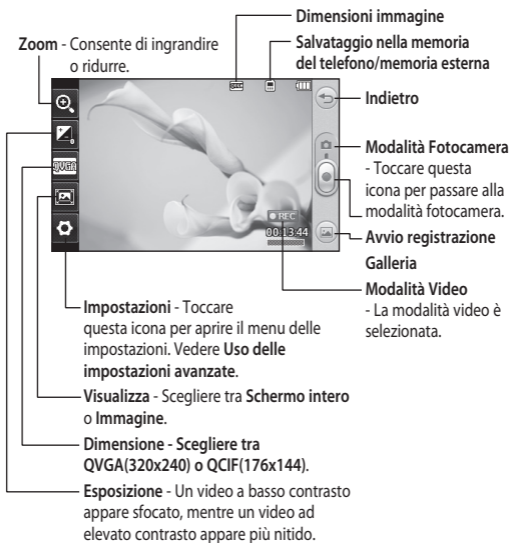 Dimensioni immagine
Zoom - Consente di ingrandire
o ridurre.
Salvataggio nella memoria
del telefono/memoria esterna
Indietro
Modalità Fotocamera
- Toccare questa
icona per passare alla
modalità fotocamera.
Avvio registrazione
Galleria
Modalità Video
- La modalità video è
selezionata.
QVGA
REC
00:13:44
Impostazioni - Toccare
questa icona per aprire il menu delle
impostazioni. Vedere Uso delle
impostazioni avanzate.
Visualizza - Scegliere tra Schermo intero
o Immagine.
Dimensione - Scegliere tra
QVGA(320x240) o QCIF(176x144).
Esposizione - Un video a basso contrasto
appare sfocato, mentre un video ad
elevato contrasto appare più nitido.